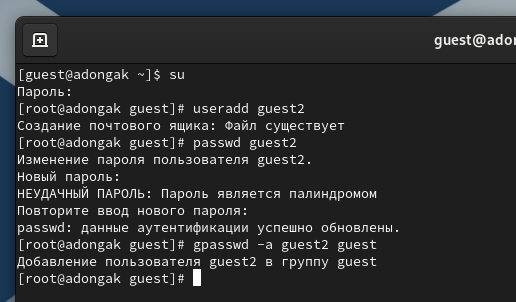 guest@adon
[guest@adongak ~]$ su
Пароль:
[root@adongak guest]# useradd guest2
Создание почтового ящика: Файл существует
[root@adongak guest]# passwd guest2
Изменение пароля пользователя guest2.
Новый пароль:
НЕУДАЧНЫЙ ПАРОЛЬ: Пароль является палиндромом
Повторите ввод нового пароля:
passwd: данные аутентификации успешно обновлены.
[root@adongak guest]# gpasswd -a guest2 guest
Добавление пользователя guest2 в группу guest
[root@adongak guest]#